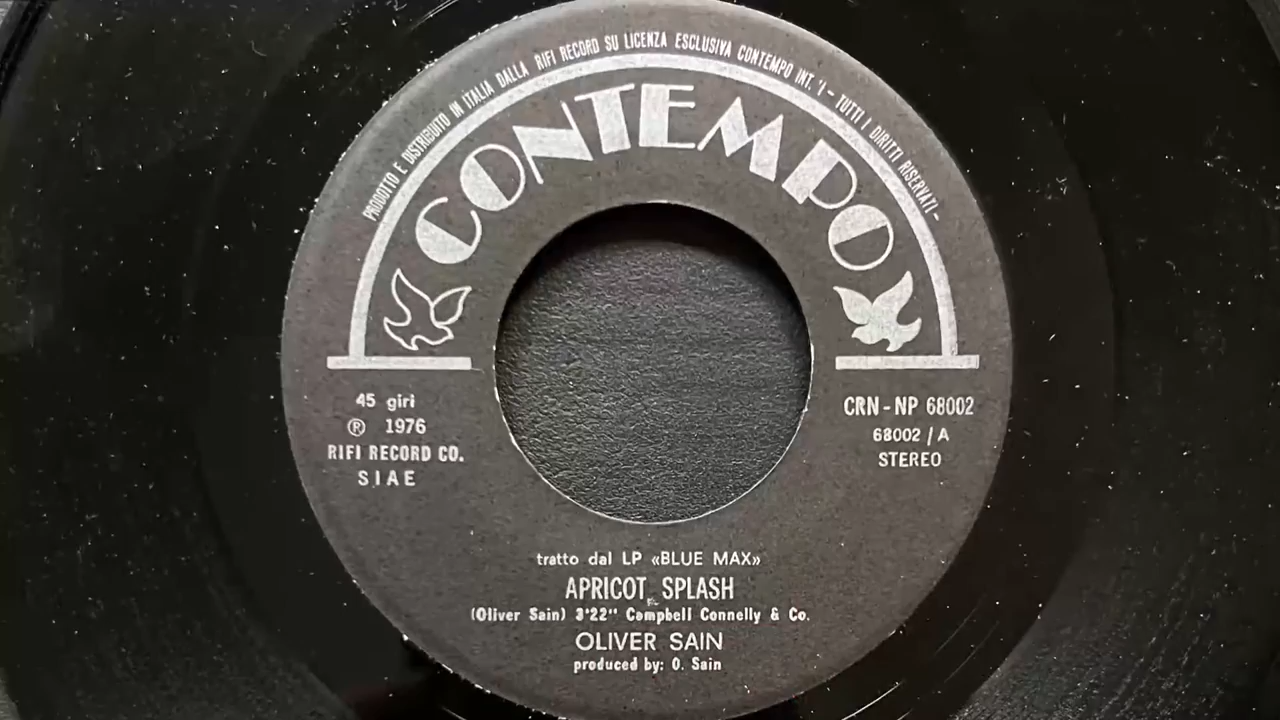 PRODOTTO E DISTRIBUITO IN ITALIA DALLA RIFI RECORD SU LICENZA ESCLUSIVA CONTEMPO INT. 'L - TUTTI I DIRITTI RISERVATI -
CONTEMPO
45 giri
Ⓟ 1976
RIFI RECORD CO.
SIAE
CRN - NP 68002
68002 / A
STEREO
tratto dal LP «BLUE MAX»
APRICOT SPLASH
(Oliver Sain) 3'22" Campbell Connelly & Co.
OLIVER SAIN
produced by: O. Sain